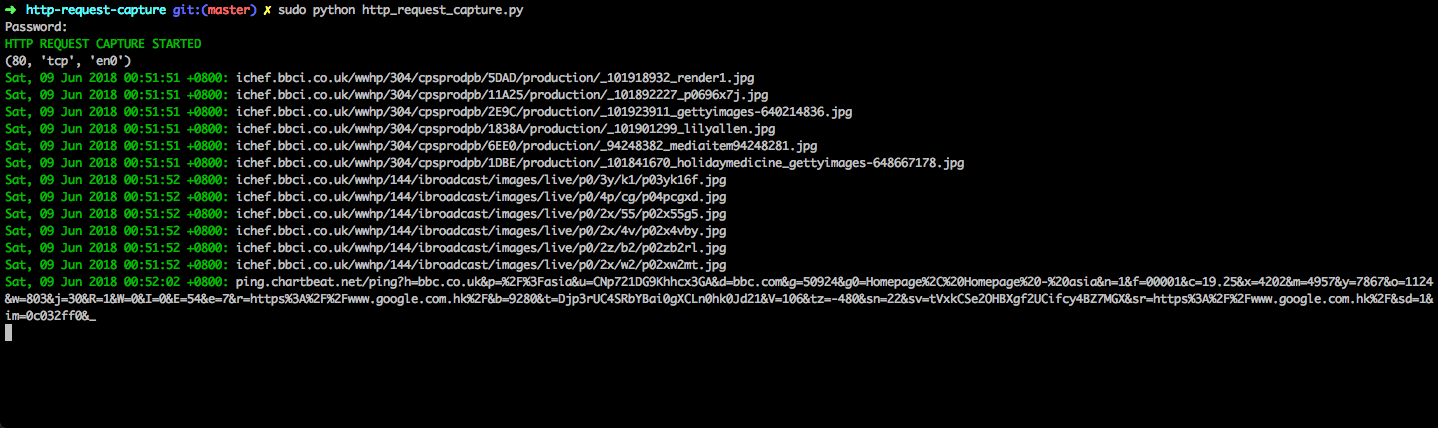 ➜ http-request-capture git:(master) ✗ sudo python http_request_capture.py
Password:
HTTP REQUEST CAPTURE STARTED
(80, 'tcp', 'en0')
Sat, 09 Jun 2018 00:51:51 +0800: ichef.bbci.co.uk/wwhp/304/cpsprodpb/5DAD/production/_101918932_render1.jpg
Sat, 09 Jun 2018 00:51:51 +0800: ichef.bbci.co.uk/wwhp/304/cpsprodpb/11A25/production/_101892227_p0696x7j.jpg
Sat, 09 Jun 2018 00:51:51 +0800: ichef.bbci.co.uk/wwhp/304/cpsprodpb/2E9C/production/_101923911_gettyimages-640214836.jpg
Sat, 09 Jun 2018 00:51:51 +0800: ichef.bbci.co.uk/wwhp/304/cpsprodpb/1838A/production/_101901299_lilyallen.jpg
Sat, 09 Jun 2018 00:51:51 +0800: ichef.bbci.co.uk/wwhp/304/cpsprodpb/6EE0/production/_94248382_mediaitem94248281.jpg
Sat, 09 Jun 2018 00:51:51 +0800: ichef.bbci.co.uk/wwhp/304/cpsprodpb/1DBE/production/_101841670_holidaymedicine_gettyimages-648667178.jpg
Sat, 09 Jun 2018 00:51:52 +0800: ichef.bbci.co.uk/wwhp/144/ibroadcast/images/live/p0/3y/k1/p03yk16f.jpg
Sat, 09 Jun 2018 00:51:52 +0800: ichef.bbci.co.uk/wwhp/144/ibroadcast/images/live/p0/4p/cg/p04pcgxd.jpg
Sat, 09 Jun 2018 00:51:52 +0800: ichef.bbci.co.uk/wwhp/144/ibroadcast/images/live/p0/2x/55/p02x55g5.jpg
Sat, 09 Jun 2018 00:51:52 +0800: ichef.bbci.co.uk/wwhp/144/ibroadcast/images/live/p0/2x/4v/p02x4vby.jpg
Sat, 09 Jun 2018 00:51:52 +0800: ichef.bbci.co.uk/wwhp/144/ibroadcast/images/live/p0/2z/b2/p02zb2rl.jpg
Sat, 09 Jun 2018 00:51:52 +0800: ichef.bbci.co.uk/wwhp/144/ibroadcast/images/live/p0/2x/w2/p02xw2mt.jpg
Sat, 09 Jun 2018 00:52:02 +0800: ping.chartbeat.net/ping?h=bbc.co.uk&p=%2F%3Fasia&u=CNp721DG9Khhcx3GA&d=bbc.com&g=50924&g0=Homepage%2C%20Homepage%20-%20asia&n=1&f=00001&c=19.25&x=4202&m=4957&y=7867&o=1124
&w=803&j=30&R=1&W=0&I=0&E=54&e=7&r=https%3A%2F%2Fwww.google.com.hk%2F&b=9280&t=Djp3rUC4SRbYBai0gXCLn0hk0Jd21&V=106&tz=-480&sn=22&sv=tVxkCSe2OHBXgf2UCifcy4BZ7MGX&sr=https%3A%2F%2Fwww.google.com.hk%2F&sd=1&
im=0c032ff0&_